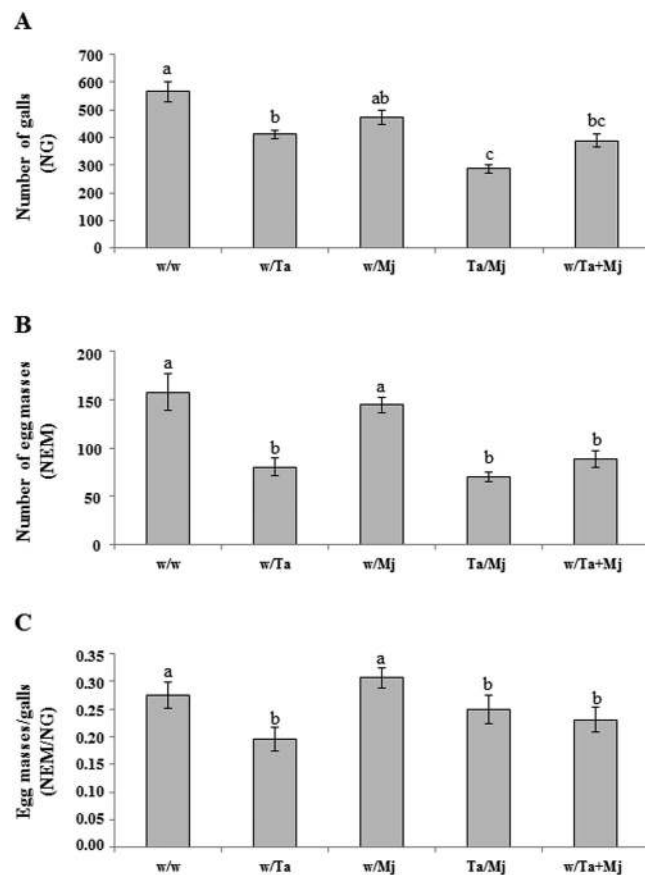 A
Number of galls
(NG)
700
600
500
400
300
200
100
0
a
b
ab
c
bc
w/w
w/Ta
w/Mj
Ta/Mj
w/Ta+Mj
B
Number of egg masses
(NEM)
200
150
100
50
0
a
b
a
b
b
w/w
w/Ta
w/Mj
Ta/Mj
w/Ta+Mj
C
Egg masses/galls
(NEM/NG)
0.35
0.30
0.25
0.20
0.15
0.10
0.05
0.00
a
b
a
b
b
w/w
w/Ta
w/Mj
Ta/Mj
w/Ta+Mj